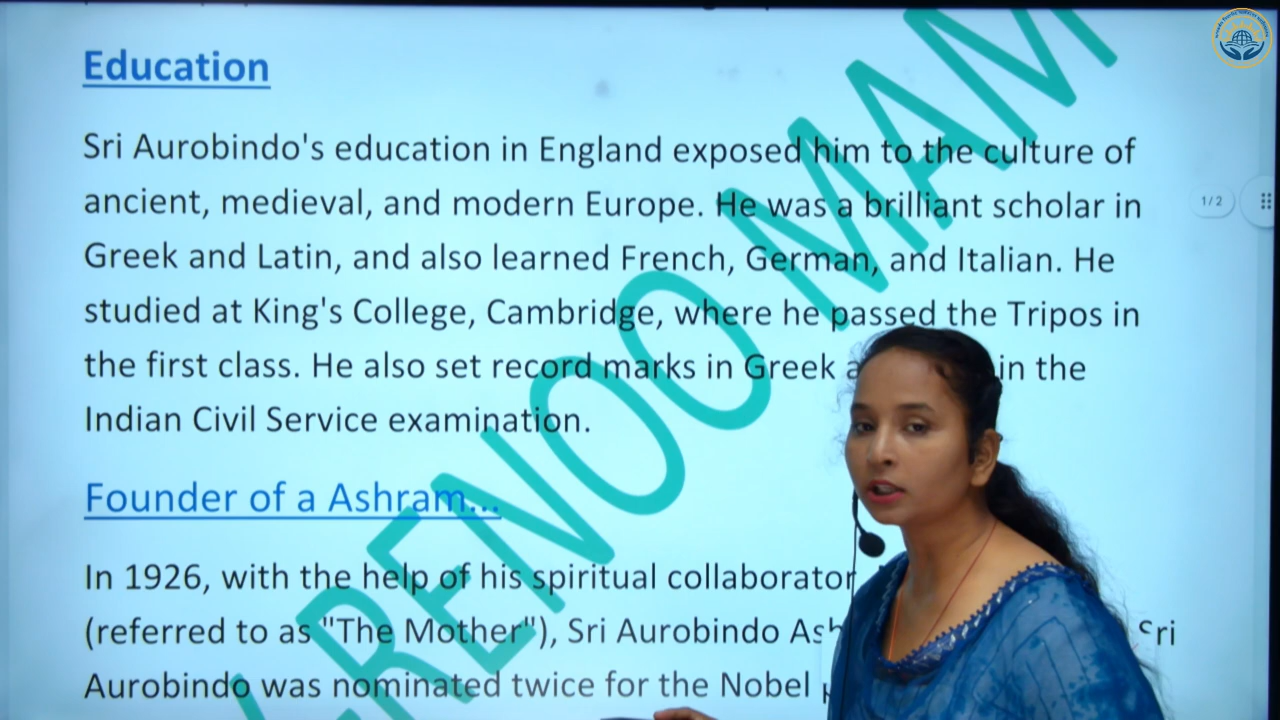 Education
Sri Aurobindo's education in England exposed him to the culture of
ancient, medieval, and modern Europe. He was a brilliant scholar in
Greek and Latin, and also learned French, German, and Italian. He
studied at King's College, Cambridge, where he passed the Tripos in
the first class. He also set record marks in Greek in the
Indian Civil Service examination.
Founder of a Ashram...
In 1926, with the help of his spiritual collaborator
(referred to as "The Mother"), Sri Aurobindo Sri
Aurobindo was nominated twice for the Nobel
RENOO MAM
1/2